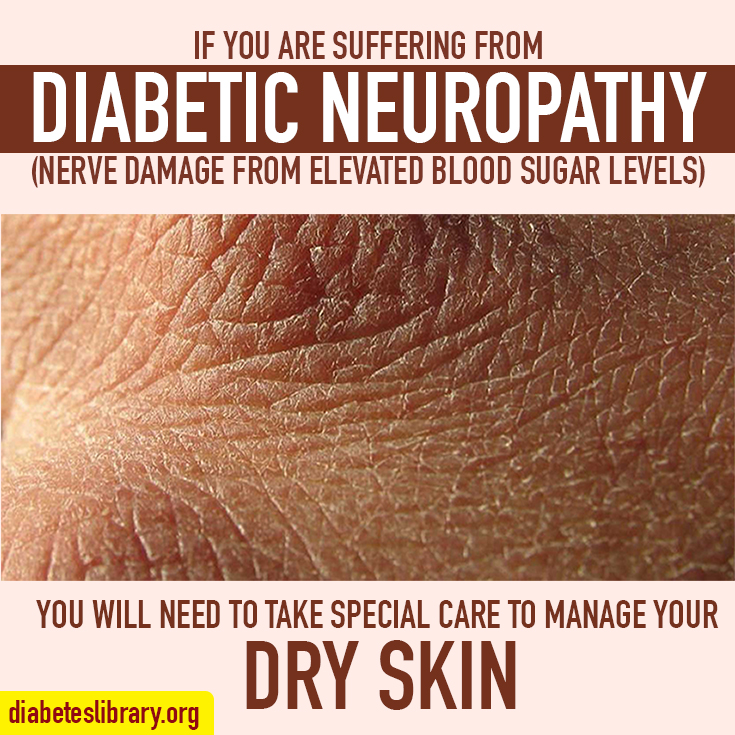 IF YOU ARE SUFFERING FROM
DIABETIC NEUROPATHY
(NERVE DAMAGE FROM ELEVATED BLOOD SUGAR LEVELS)
YOU WILL NEED TO TAKE SPECIAL CARE TO MANAGE YOUR
DRY SKIN
diabeteslibrary.org